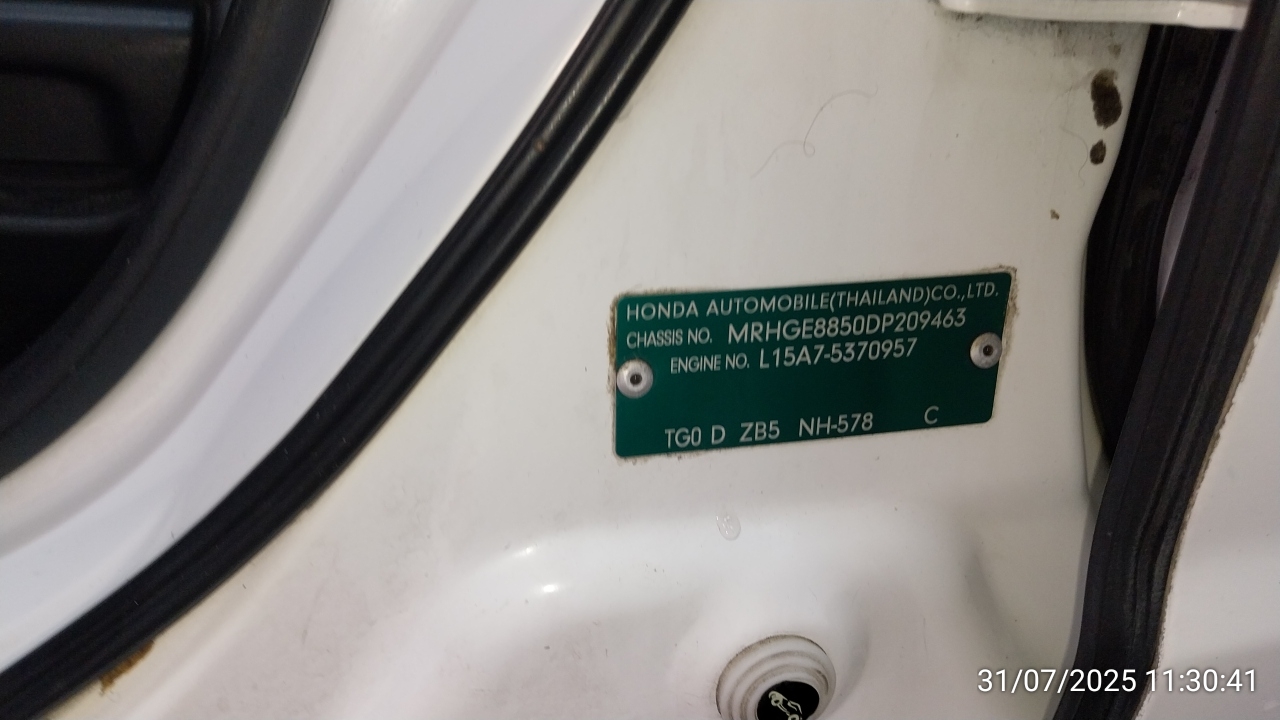 HONDA AUTOMOBILE(THAILAND)CO.,LTD.
CHASSIS NO. MRHGE8850DP209463
ENGINE NO. L15A7-5370957
TG0 D ZB5 NH-578 C
31/07/2025 11:30:41